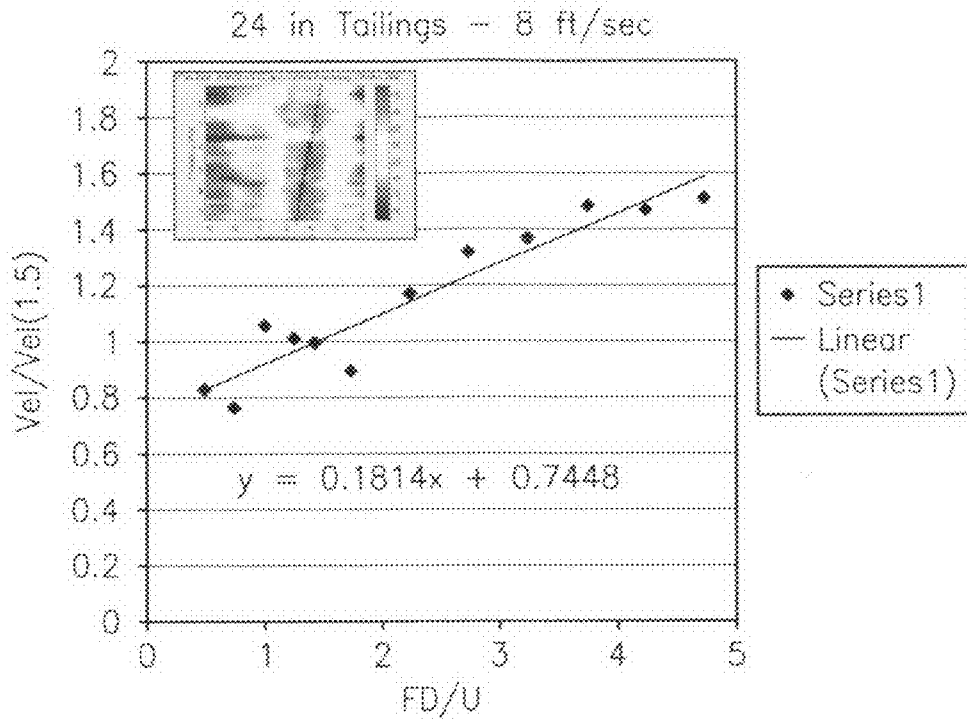 24 in Tailings - 8 ft/sec
2
1.8
1.6
1.4
1.2
1
0.8
0.6
0.4
0.2
0
Vel/Vel(1.5)
y = 0.1814x + 0.7448
0 1 2 3 4 5
FD/U
Series1
Linear
(Series1)